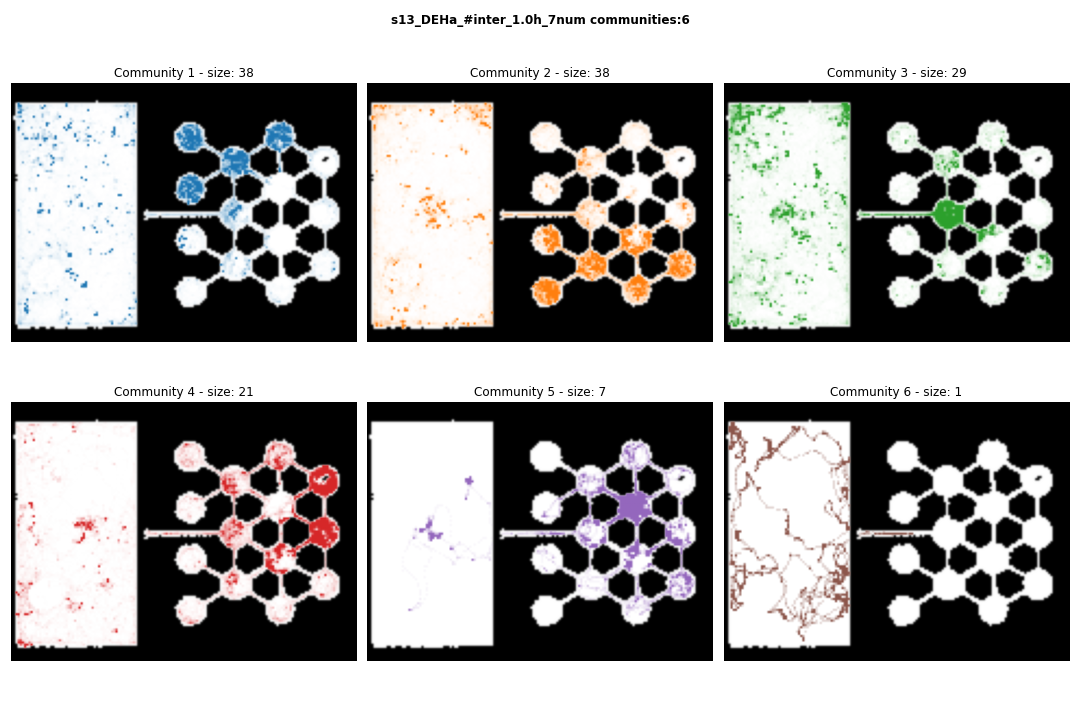 s13_DEHa_#inter_1.0h_7num communities:6
Community 1 - size: 38
Community 2 - size: 38
Community 3 - size: 29
Community 4 - size: 21
Community 5 - size: 7
Community 6 - size: 1